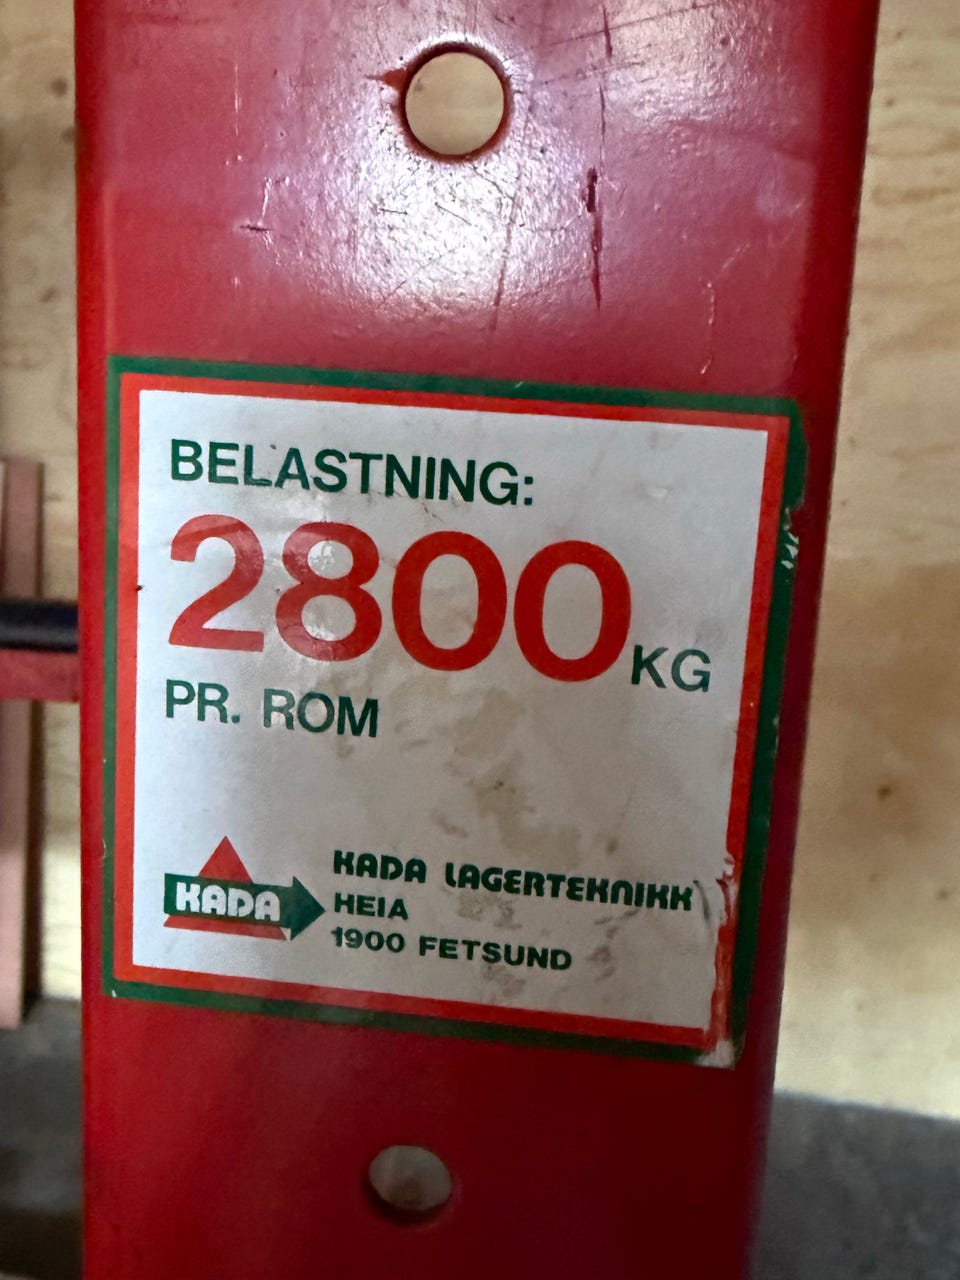 BELASTNING:
2800 KG
PR. ROM
KADA
KADA LAGERTEKNIKK
HEIA
1900 FETSUND